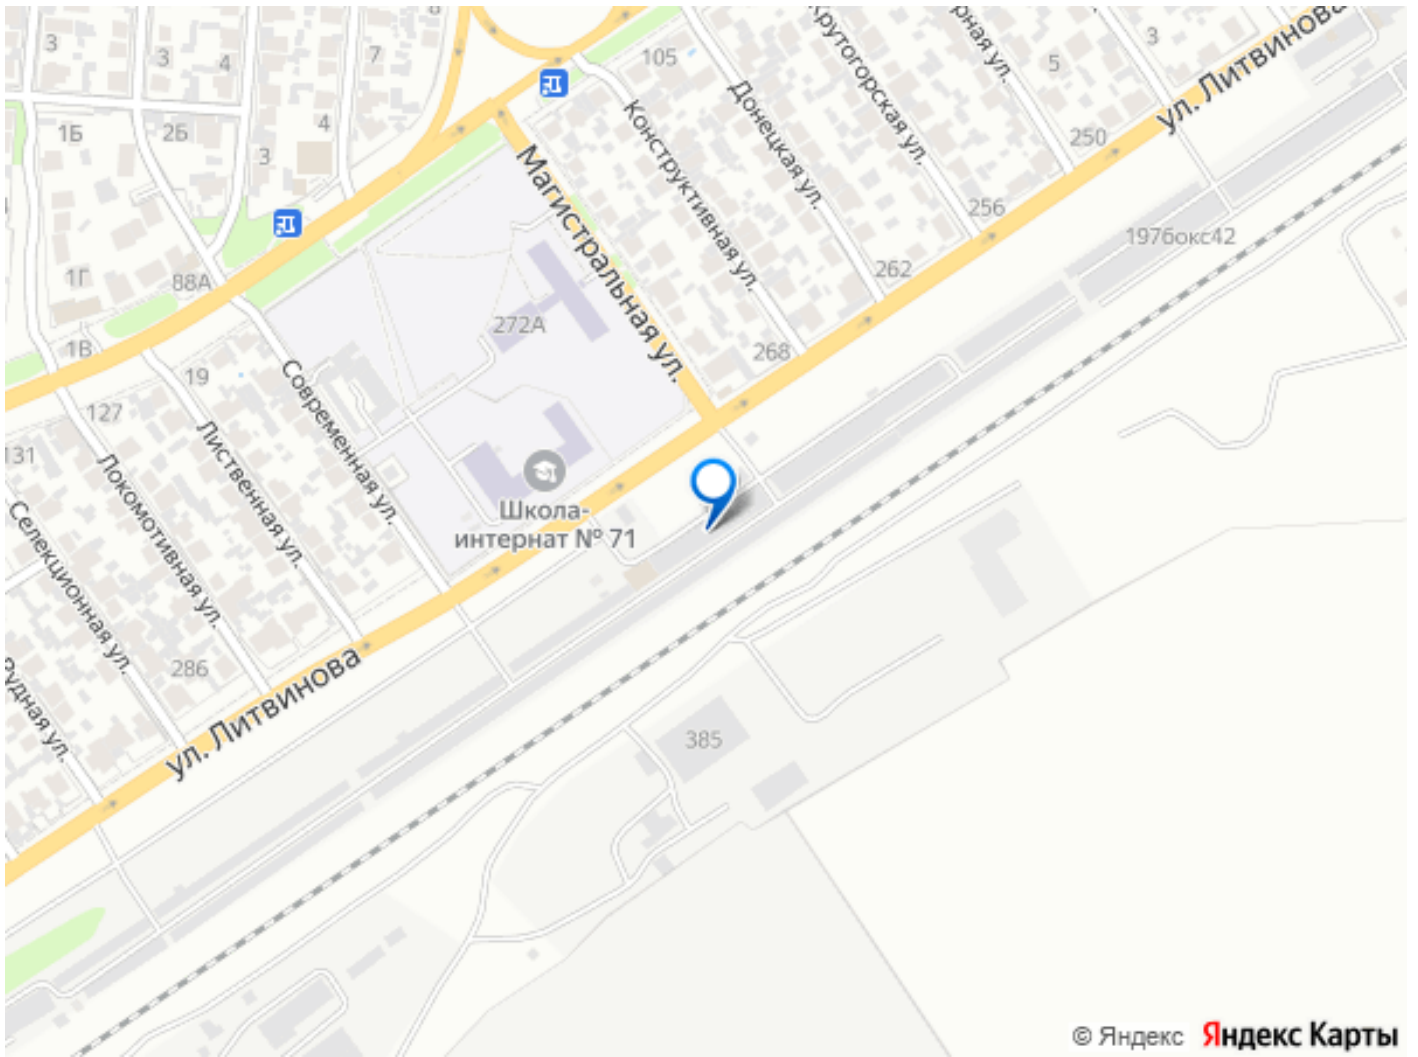 8
3
3
4
7
105
Крутогорская ул.
5
3
ул. Литвинова
Донецкая ул.
Конструктивная ул.
1Б
2Б
3
4
250
Магистральная ул.
256
197бокс42
262
1Г
88А
272А
1В
268
19
Современная ул.
127
Лиственная ул.
131
Локомотивная ул.
Селекционная ул.
Школа-
интернат № 71
286
ул. Литвинова
385
© Яндекс Яндекс Карты